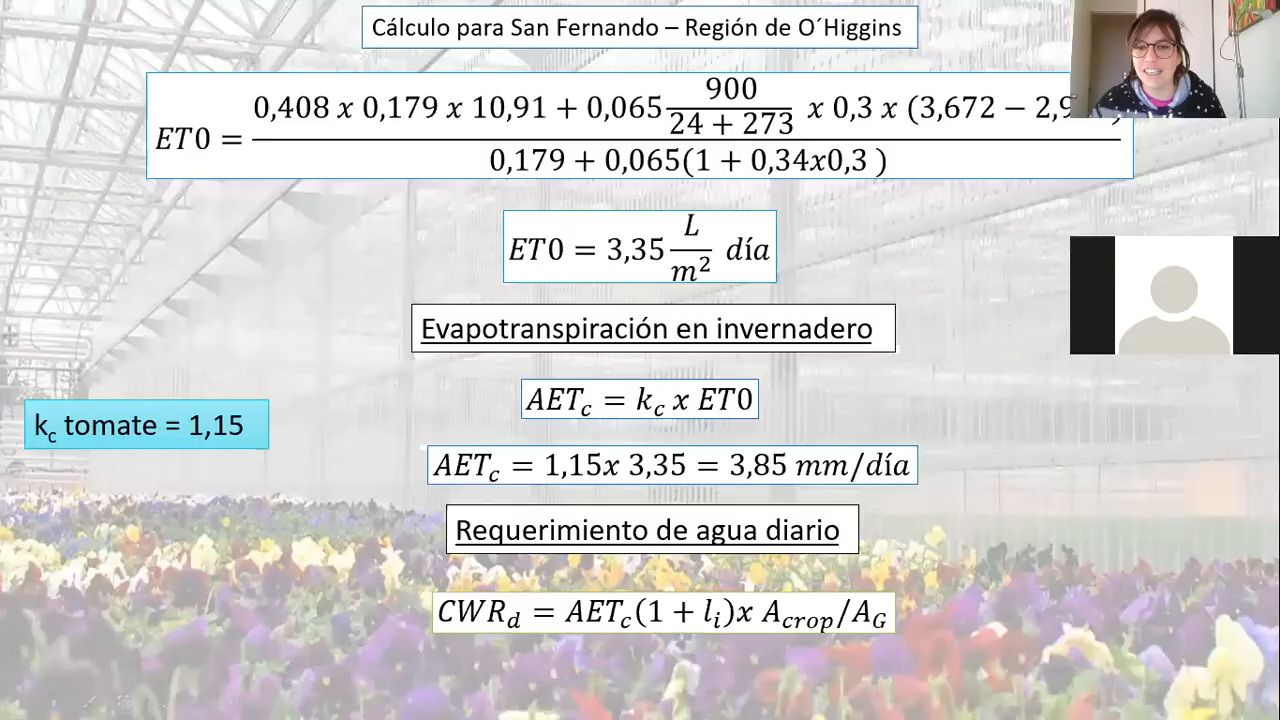 Cálculo para San Fernando – Región de O´Higgins
ET0 = (0,408 x 0,179 x 10,91 + 0,065 900/(24 + 273) x 0,3 x (3,672 − 2,9) / (0,179 + 0,065(1 + 0,34x0,3 ))
ET0 = 3,35 L/m² día
Evapotranspiración en invernadero
AET_c = k_c x ET0
k_c tomate = 1,15
AET_c = 1,15x 3,35 = 3,85 mm/día
Requerimiento de agua diario
CWR_d = AET_c(1 + l_i)x A_crop/A_G